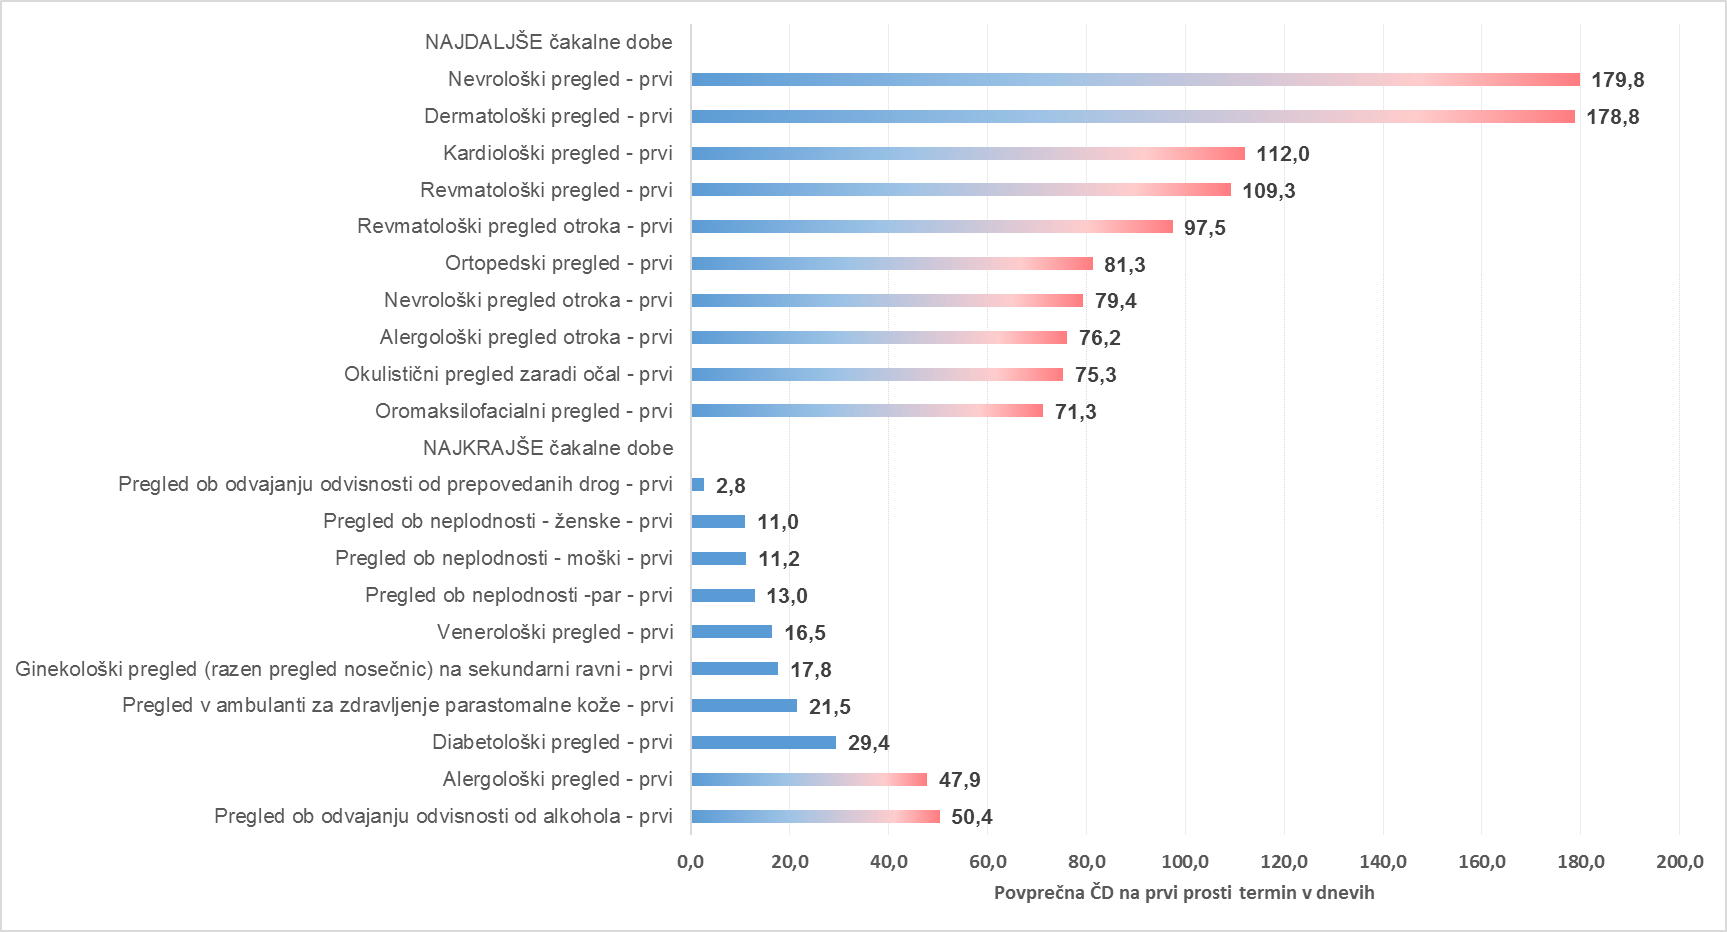 NAJDALJŠE čakalne dobe
Nevrološki pregled - prvi 179,8
Dermatološki pregled - prvi 178,8
Kardiološki pregled - prvi 112,0
Revmatološki pregled - prvi 109,3
Revmatološki pregled otroka - prvi 97,5
Ortopedski pregled - prvi 81,3
Nevrološki pregled otroka - prvi 79,4
Alergološki pregled otroka - prvi 76,2
Okulistični pregled zaradi očal - prvi 75,3
Oromaksilofacialni pregled - prvi 71,3
NAJKRAJŠE čakalne dobe
Pregled ob odvajanju odvisnosti od prepovedanih drog - prvi 2,8
Pregled ob neplodnosti - ženske - prvi 11,0
Pregled ob neplodnosti - moški - prvi 11,2
Pregled ob neplodnosti -par - prvi 13,0
Venerološki pregled - prvi 16,5
Ginekološki pregled (razen pregled nosečnic) na sekundarni ravni - prvi 17,8
Pregled v ambulanti za zdravljenje parastomalne kože - prvi 21,5
Diabetološki pregled - prvi 29,4
Alergološki pregled - prvi 47,9
Pregled ob odvajanju odvisnosti od alkohola - prvi 50,4
0,0 20,0 40,0 60,0 80,0 100,0 120,0 140,0 160,0 180,0 200,0
Povprečna ČD na prvi prosti termin v dnevih